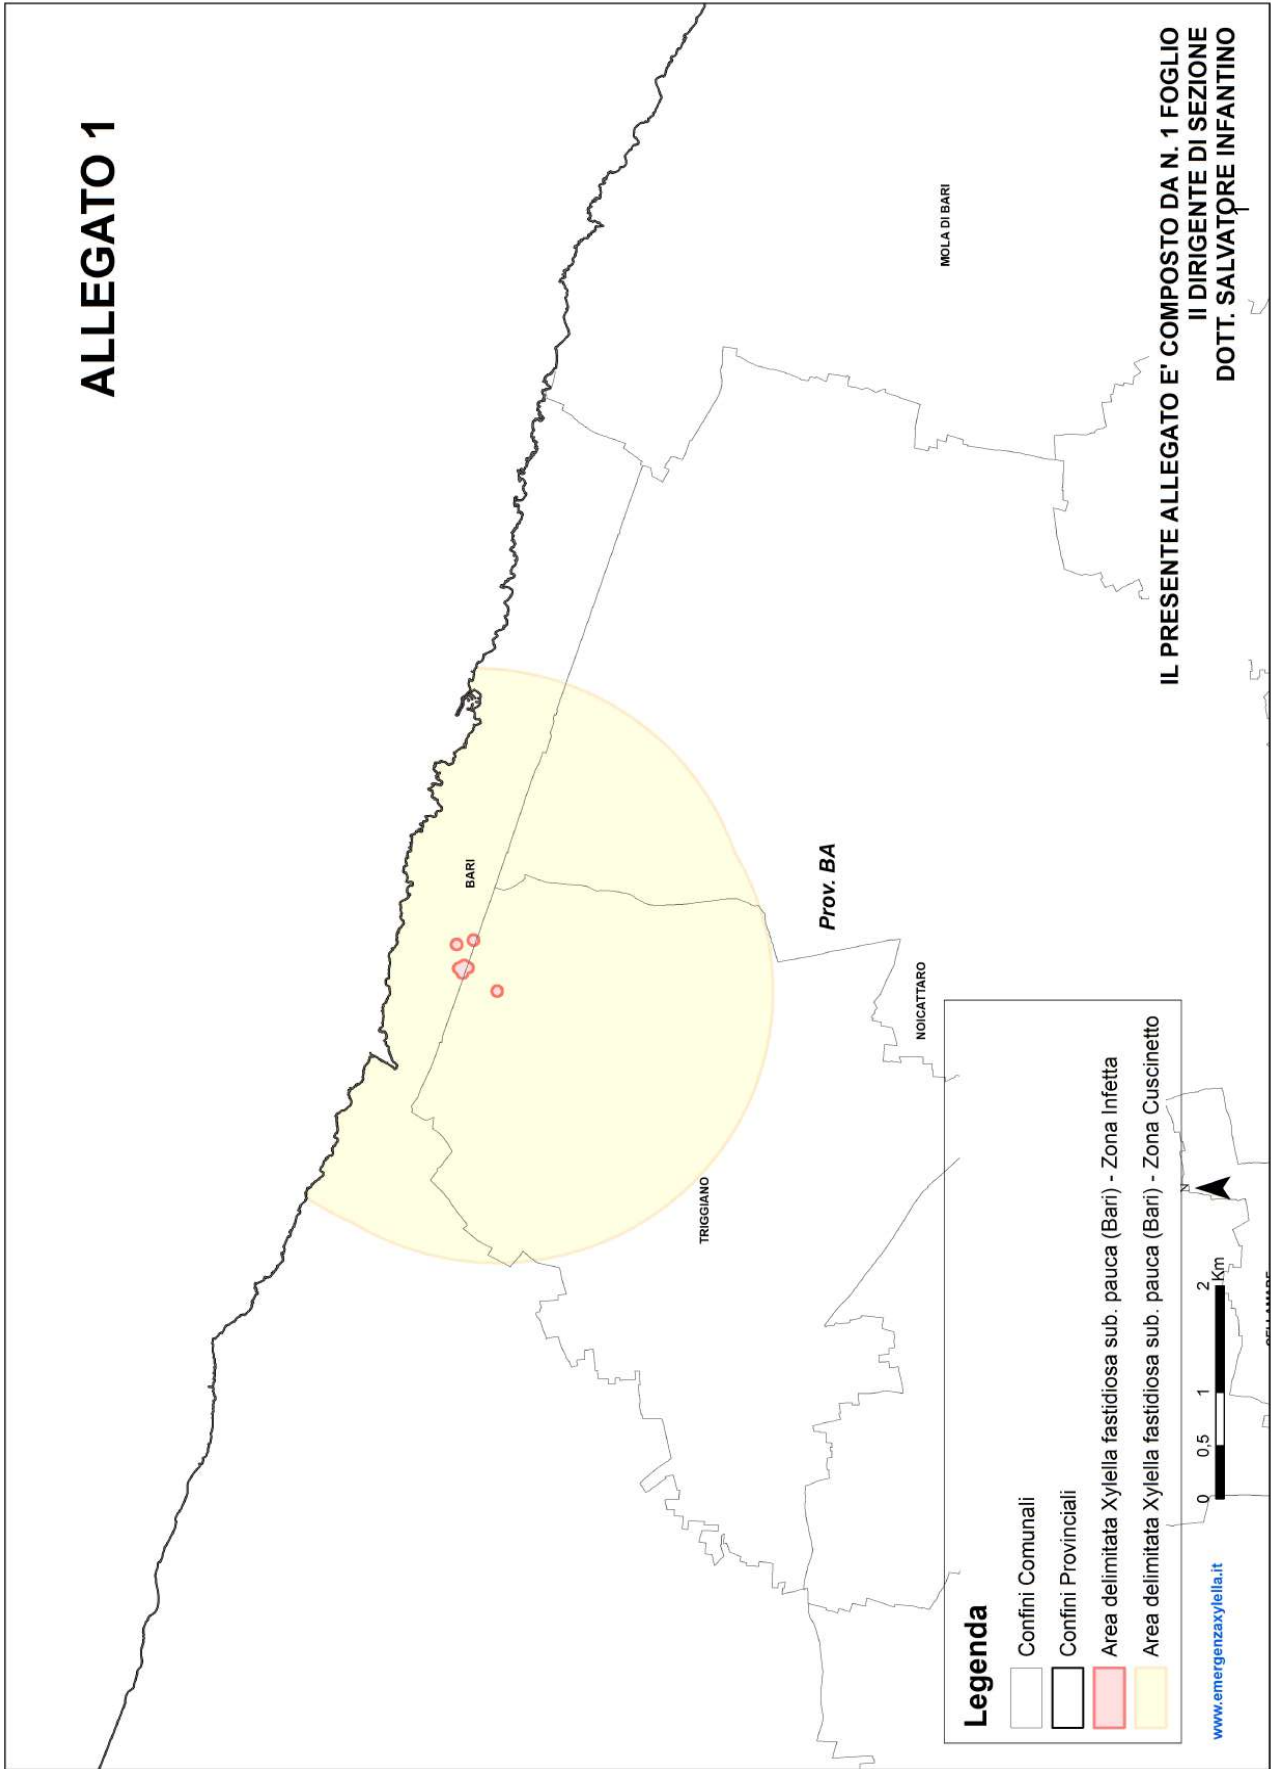 ALLEGATO 1
MOLA DI BARI
BARI
Prov. BA
NOICATTARO
TRIGGIANO
Legenda
Confini Comunali
Confini Provinciali
Area delimitata Xylella fastidiosa sub. pauca (Bari) - Zona Infetta
Area delimitata Xylella fastidiosa sub. pauca (Bari) - Zona Cuscinetto
www.emergenzaxylella.it
0 0,5 1 2
Km
N
IL PRESENTE ALLEGATO E' COMPOSTO DA N. 1 FOGLIO
Il DIRIGENTE DI SEZIONE
DOTT. SALVATORE INFANTINO
1